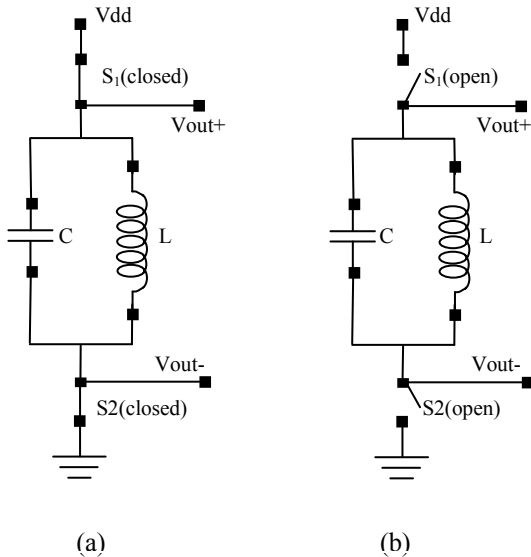 Vdd
S₁(closed)
Vout+
C
L
Vout-
S2(closed)
(a)
Vdd
S₁(open)
Vout+
C
L
Vout-
S2(open)
(b)